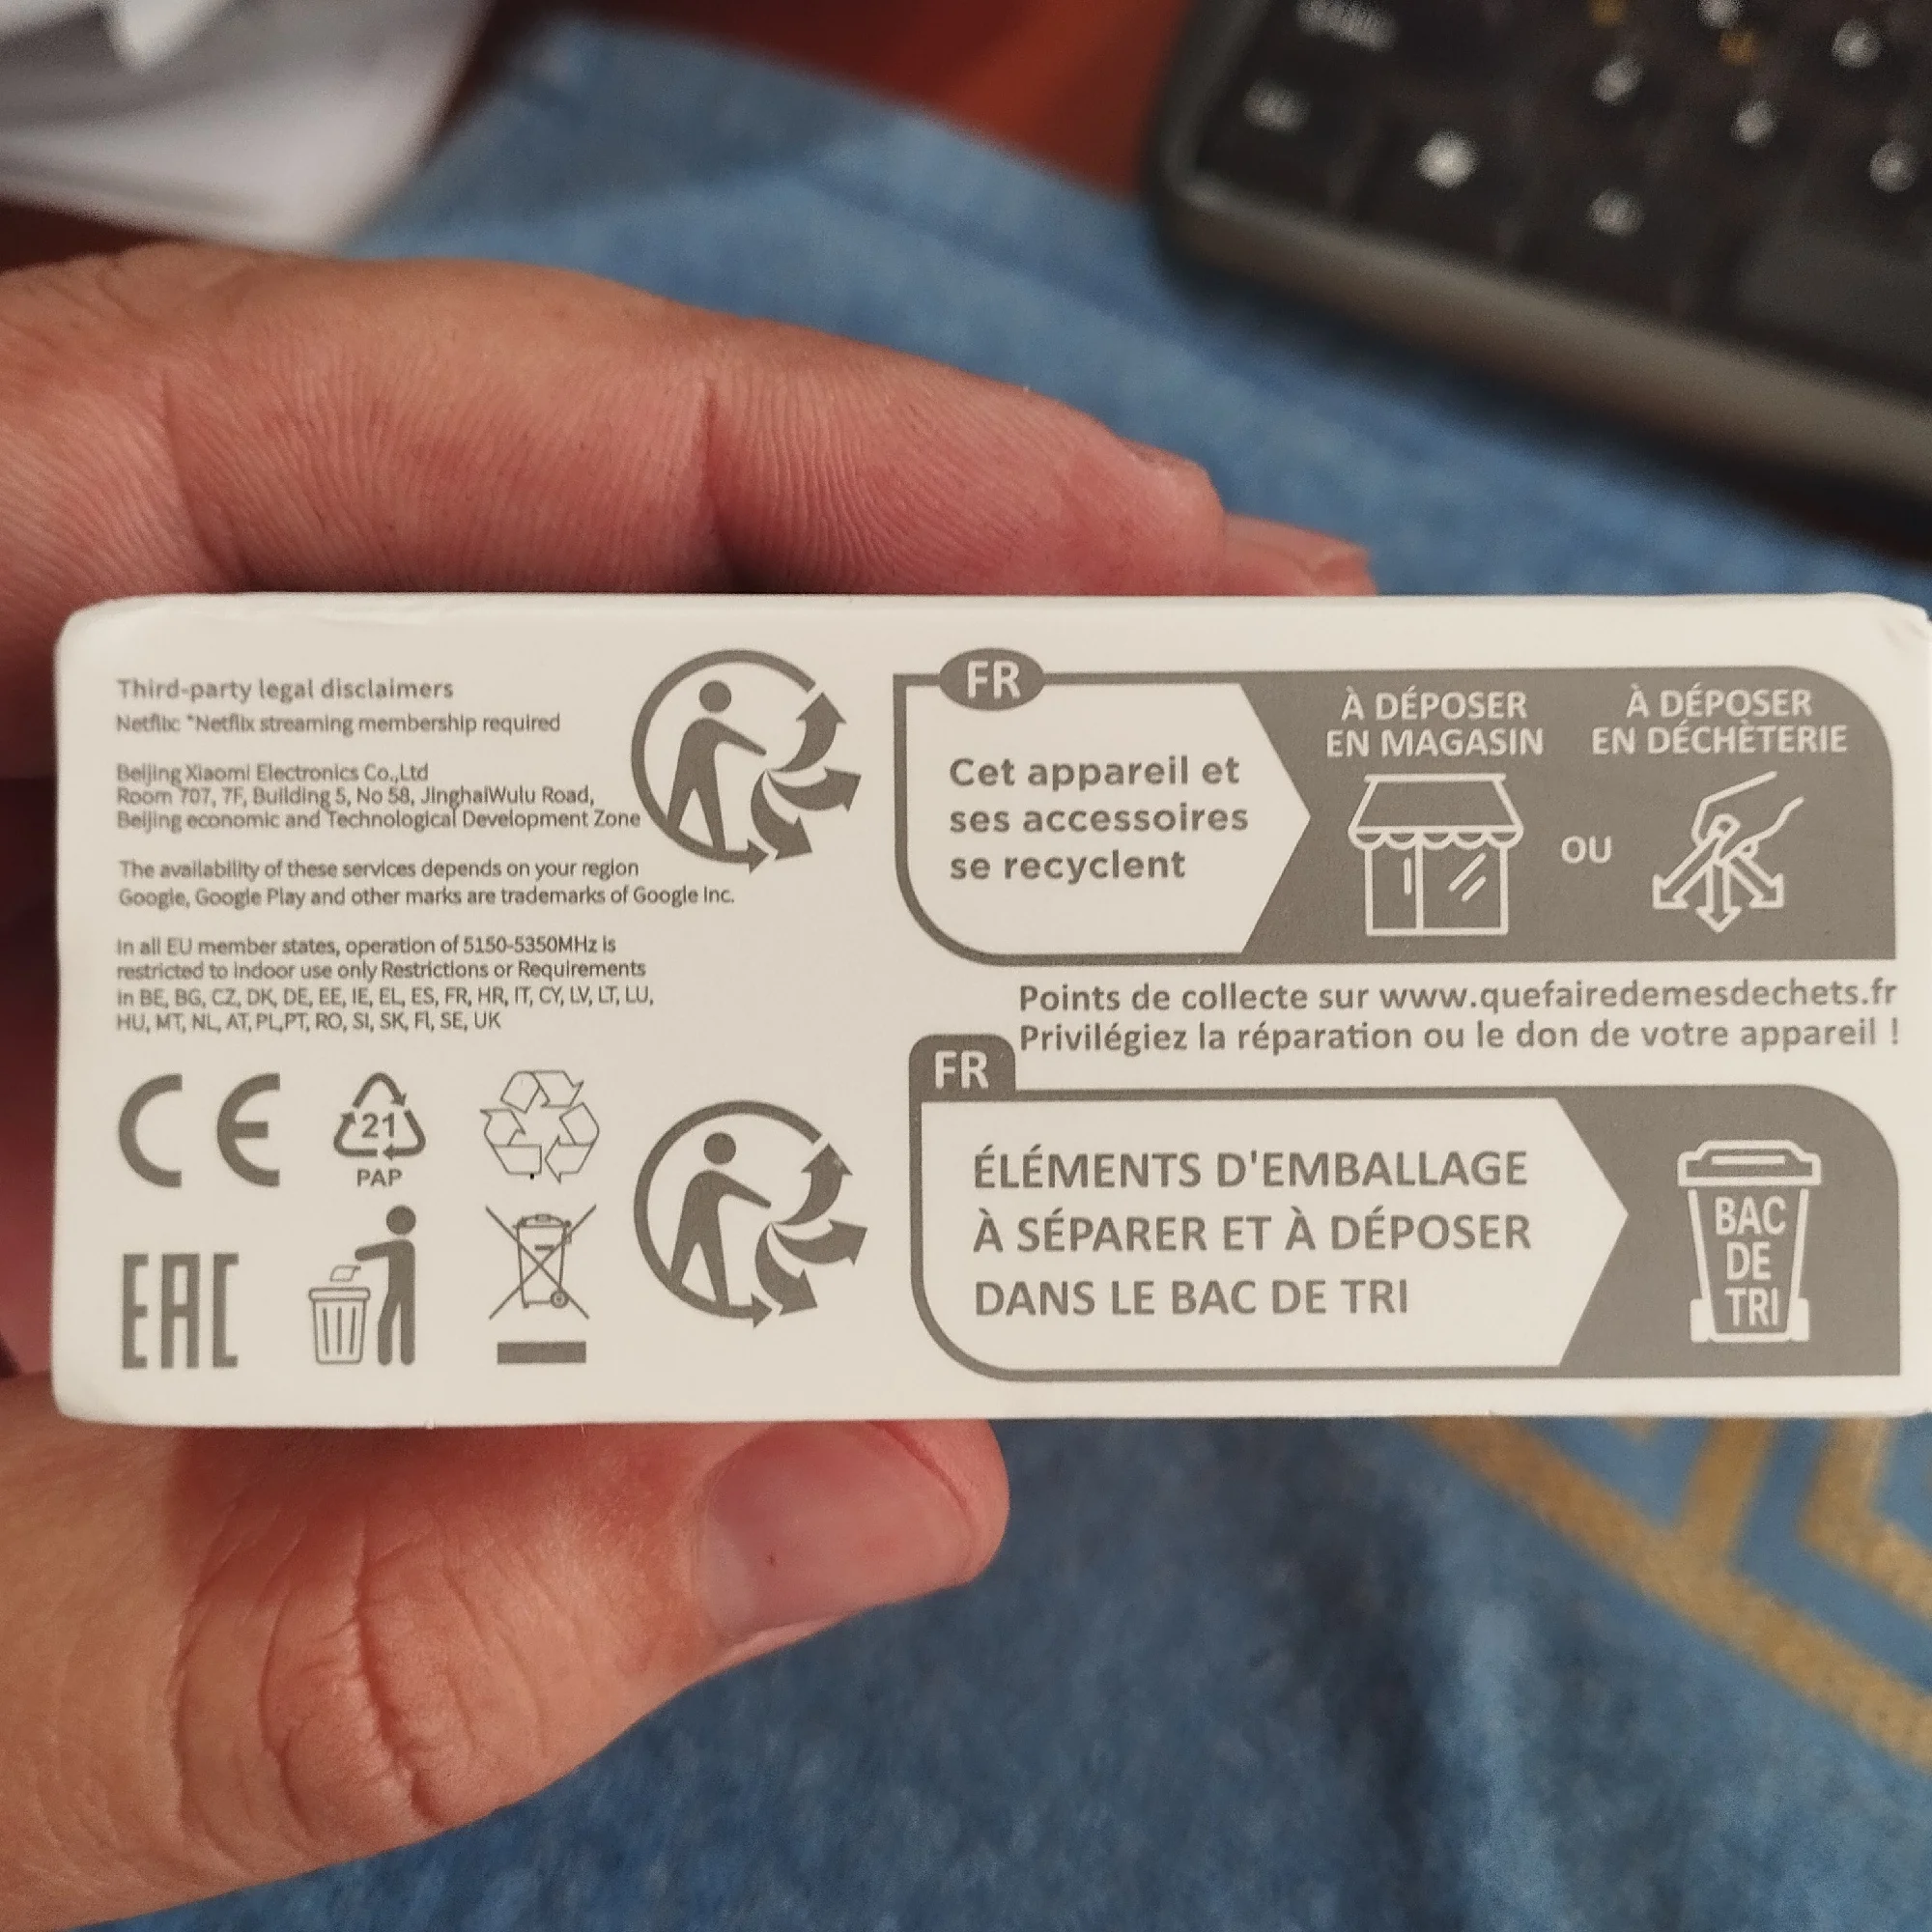 Third-party legal disclaimers
Netflix: *Netflix streaming membership required
Beijing Xiaomi Electronics Co.,Ltd
Room 707, 7F, Building 5, No 58, JinghaiWulu Road,
Beijing economic and Technological Development Zone
The availability of these services depends on your region
Google, Google Play and other marks are trademarks of Google Inc.
In all EU member states, operation of 5150-5350MHz is
restricted to indoor use only Restrictions or Requirements
in BE, BG, CZ, DK, DE, EE, IE, EL, ES, FR, HR, IT, CY, LV, LT, LU,
HU, MT, NL, AT, PL,PT, RO, SI, SK, FI, SE, UK
CE
21
PAP
EAC
FR
Cet appareil et
ses accessoires
se recyclent
À DÉPOSER
EN MAGASIN
OU
À DÉPOSER
EN DÉCHÈTERIE
Points de collecte sur www.quefairedemesdechets.fr
Privilégiez la réparation ou le don de votre appareil !
FR
ÉLÉMENTS D'EMBALLAGE
À SÉPARER ET À DÉPOSER
DANS LE BAC DE TRI
BAC
DE
TRI